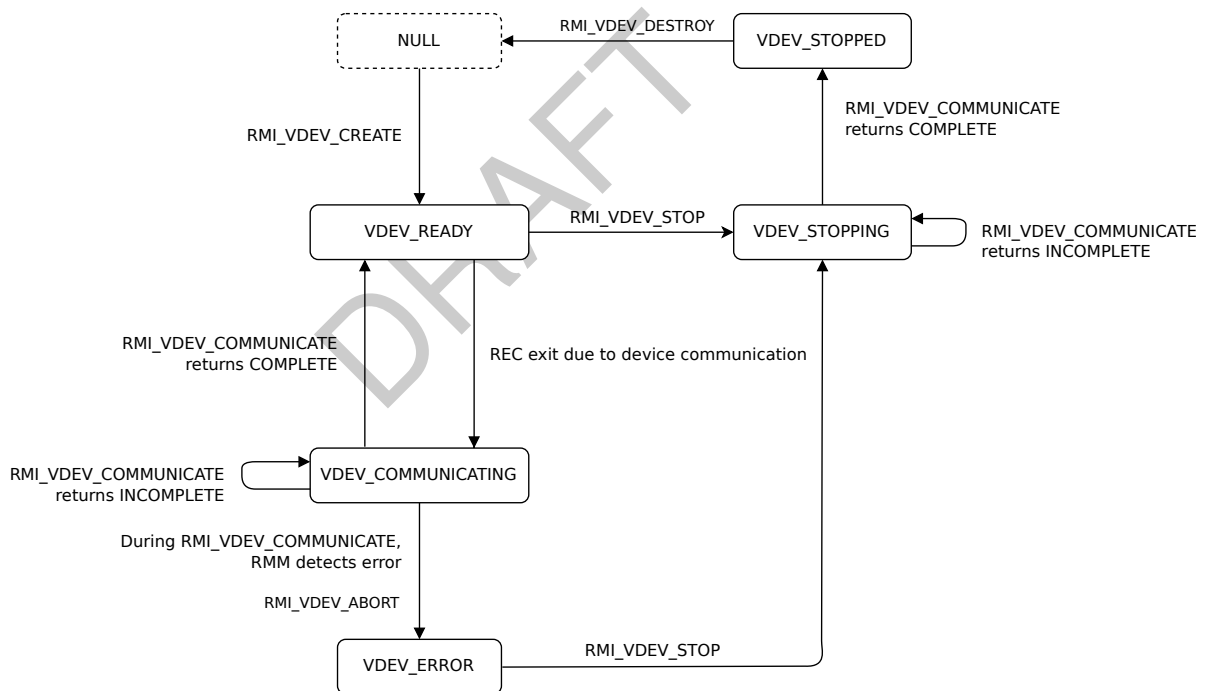 NULL
RMI_VDEV_DESTROY
VDEV_STOPPED
RMI_VDEV_CREATE
RMI_VDEV_COMMUNICATE
returns COMPLETE
VDEV_READY
RMI_VDEV_STOP
VDEV_STOPPING
RMI_VDEV_COMMUNICATE
returns INCOMPLETE
RMI_VDEV_COMMUNICATE
returns COMPLETE
REC exit due to device communication
DRAFT
RMI_VDEV_COMMUNICATE
returns INCOMPLETE
VDEV_COMMUNICATING
During RMI_VDEV_COMMUNICATE,
RMM detects error
RMI_VDEV_ABORT
VDEV_ERROR
RMI_VDEV_STOP